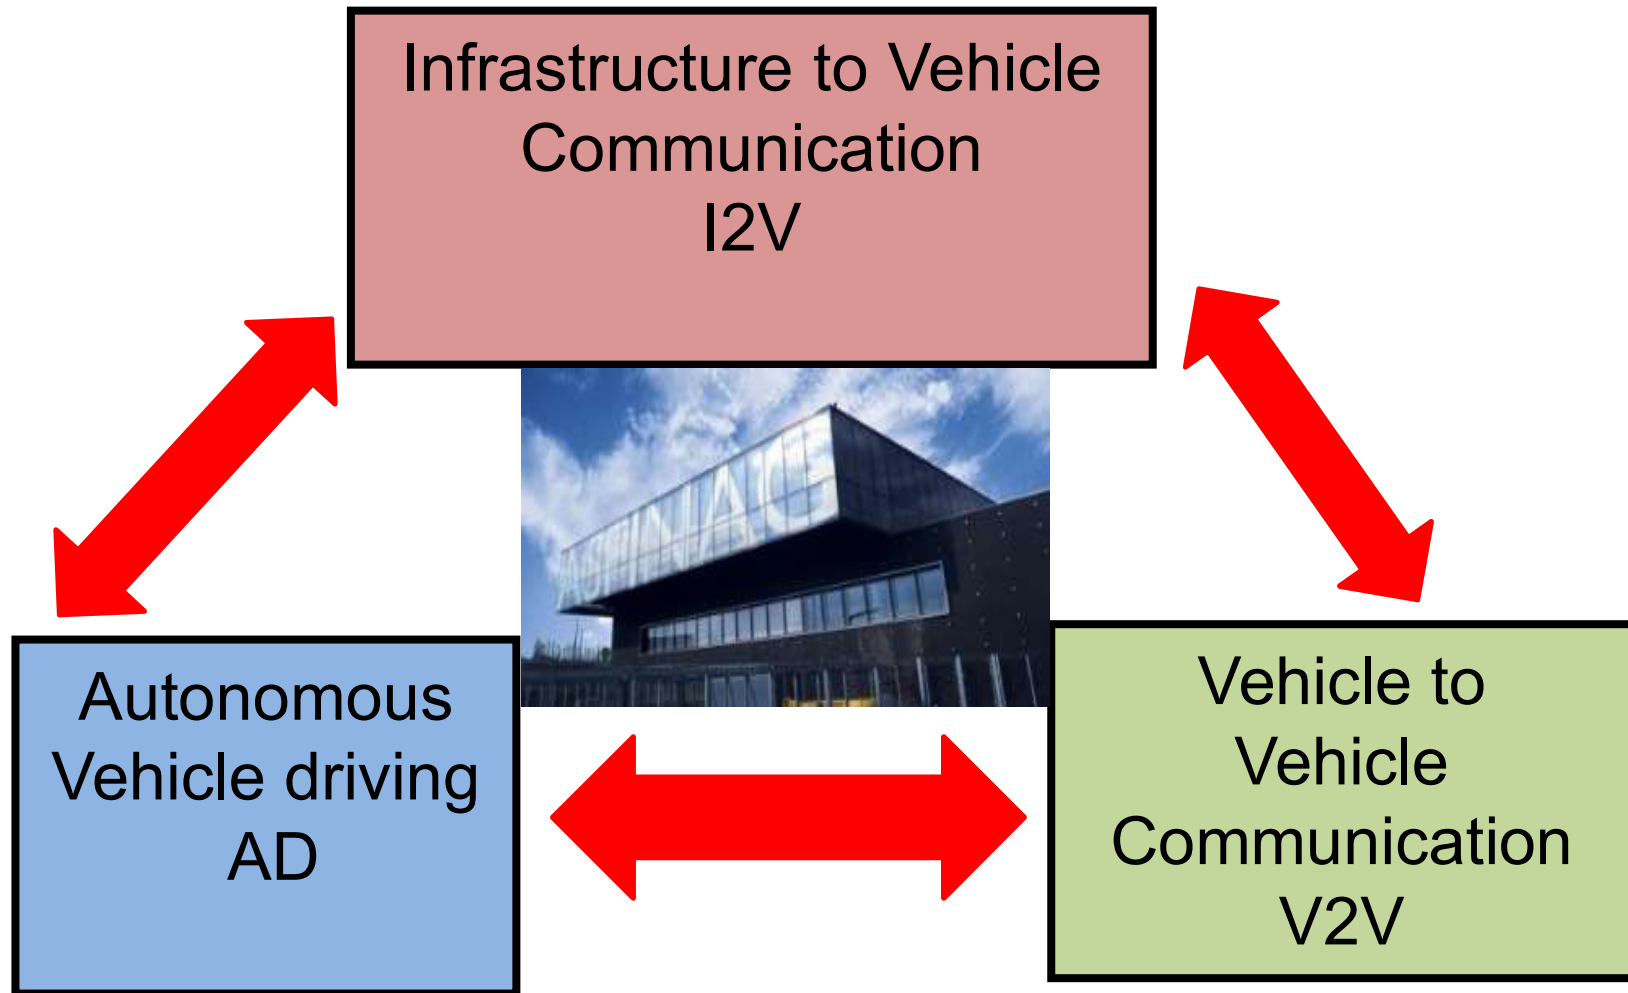 Infrastructure to Vehicle
Communication
I2V
Autonomous
Vehicle driving
AD
Vehicle to
Vehicle
Communication
V2V